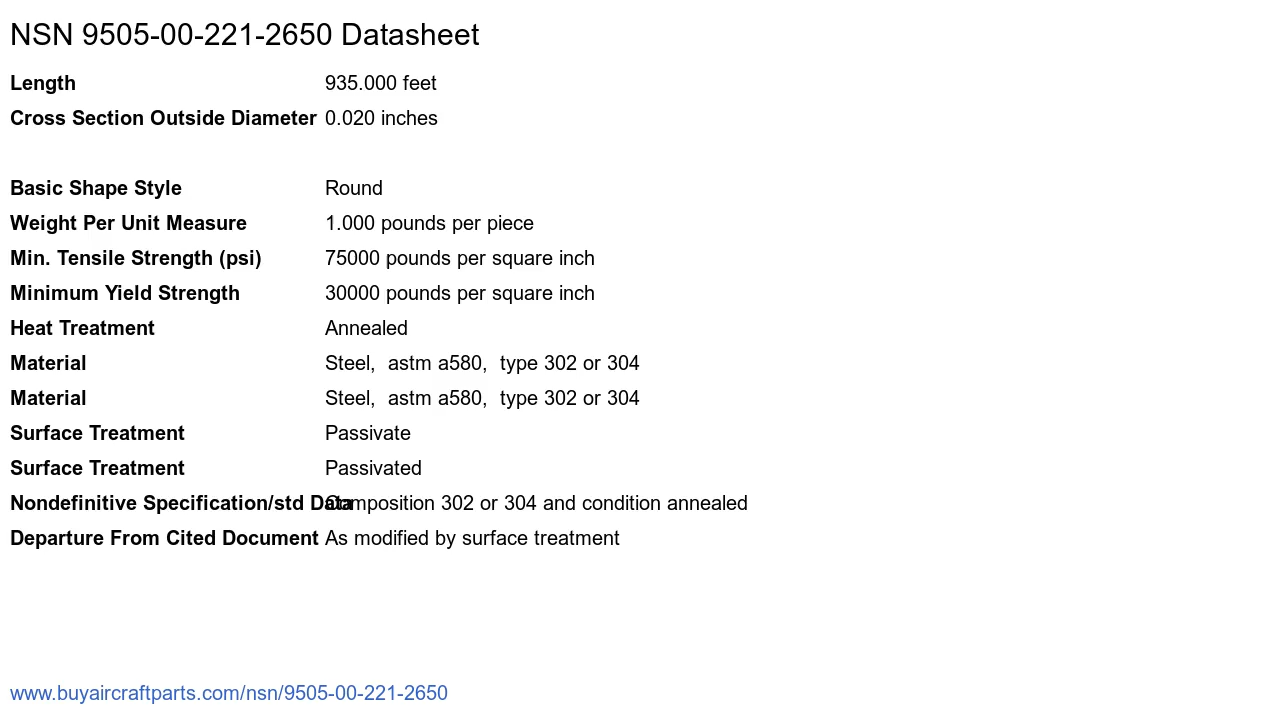 NSN 9505-00-221-2650 Datasheet
Length 935.000 feet
Cross Section Outside Diameter 0.020 inches
Basic Shape Style Round
Weight Per Unit Measure 1.000 pounds per piece
Min. Tensile Strength (psi) 75000 pounds per square inch
Minimum Yield Strength 30000 pounds per square inch
Heat Treatment Annealed
Material Steel, astm a580, type 302 or 304
Material Steel, astm a580, type 302 or 304
Surface Treatment Passivate
Surface Treatment Passivated
Nondefinitive Specification/std Data Composition 302 or 304 and condition annealed
Departure From Cited Document As modified by surface treatment
www.buyaircraftparts.com/nsn/9505-00-221-2650